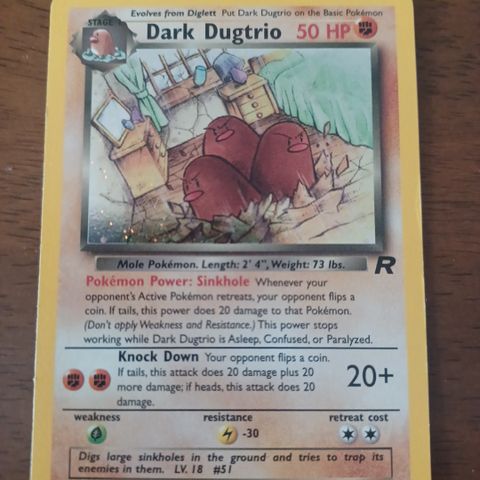 Evolves from Diglett Put Dark Dugtrio on the Basic Pokémon
STAGE 1
Dark Dugtrio 50 HP
Mole Pokémon. Length: 2' 4", Weight: 73 lbs.
R
Pokémon Power: Sinkhole Whenever your
opponent's Active Pokémon retreats, your opponent flips a
coin. If tails, this power does 20 damage to that Pokémon.
(Don't apply Weakness and Resistance.) This power stops
working while Dark Dugtrio is Asleep, Confused, or Paralyzed.
Knock Down Your opponent flips a coin.
If tails, this attack does 20 damage plus 20
more damage; if heads, this attack does 20
damage.
20+
weakness resistance retreat cost
-30
Digs large sinkholes in the ground and tries to trap its
enemies in them. LV. 18 #51